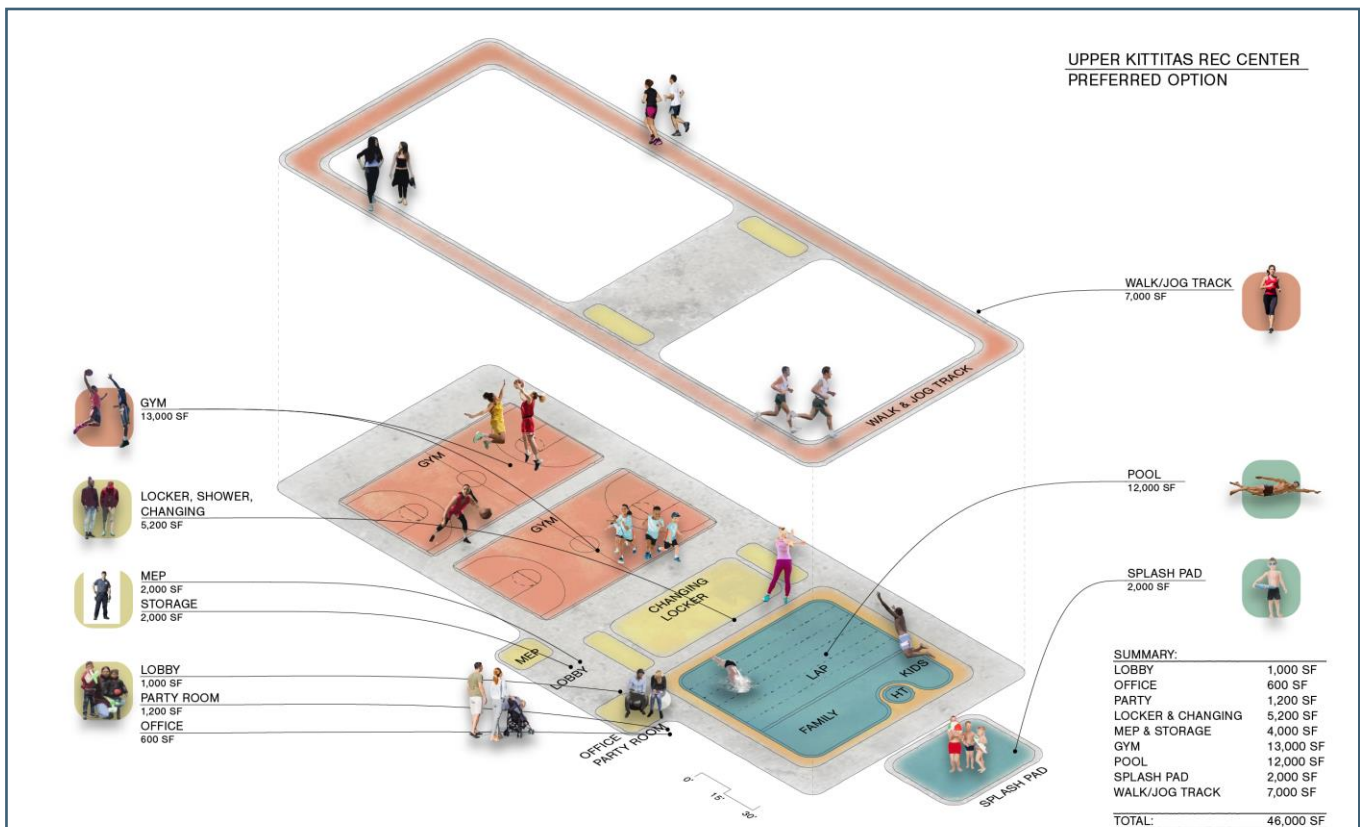 UPPER KITTITAS REC CENTER
PREFERRED OPTION
WALK/JOG TRACK
7,000 SF
WALK & JOG TRACK
GYM
13,000 SF
LOCKER, SHOWER,
CHANGING
5,200 SF
MEP
2,000 SF
STORAGE
2,000 SF
LOBBY
1,000 SF
PARTY ROOM
1,200 SF
OFFICE
600 SF
GYM
GYM
CHANGING
LOCKER
MEP
LOBBY
OFFICE
PARTY ROOM
LAP
KIDS
HT
FAMILY
SPLASH PAD
0'
15'
30'
POOL
12,000 SF
SPLASH PAD
2,000 SF
SUMMARY:
LOBBY 1,000 SF
OFFICE 600 SF
PARTY 1,200 SF
LOCKER & CHANGING 5,200 SF
MEP & STORAGE 4,000 SF
GYM 13,000 SF
POOL 12,000 SF
SPLASH PAD 2,000 SF
WALK/JOG TRACK 7,000 SF
TOTAL: 46,000 SF